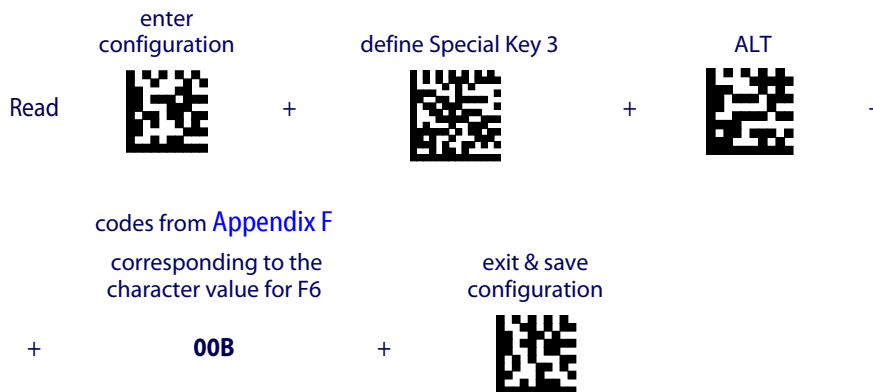 enter
configuration
define Special Key 3
ALT
Read + + +
codes from Appendix F
corresponding to the
character value for F6
exit & save
configuration
+ 00B +